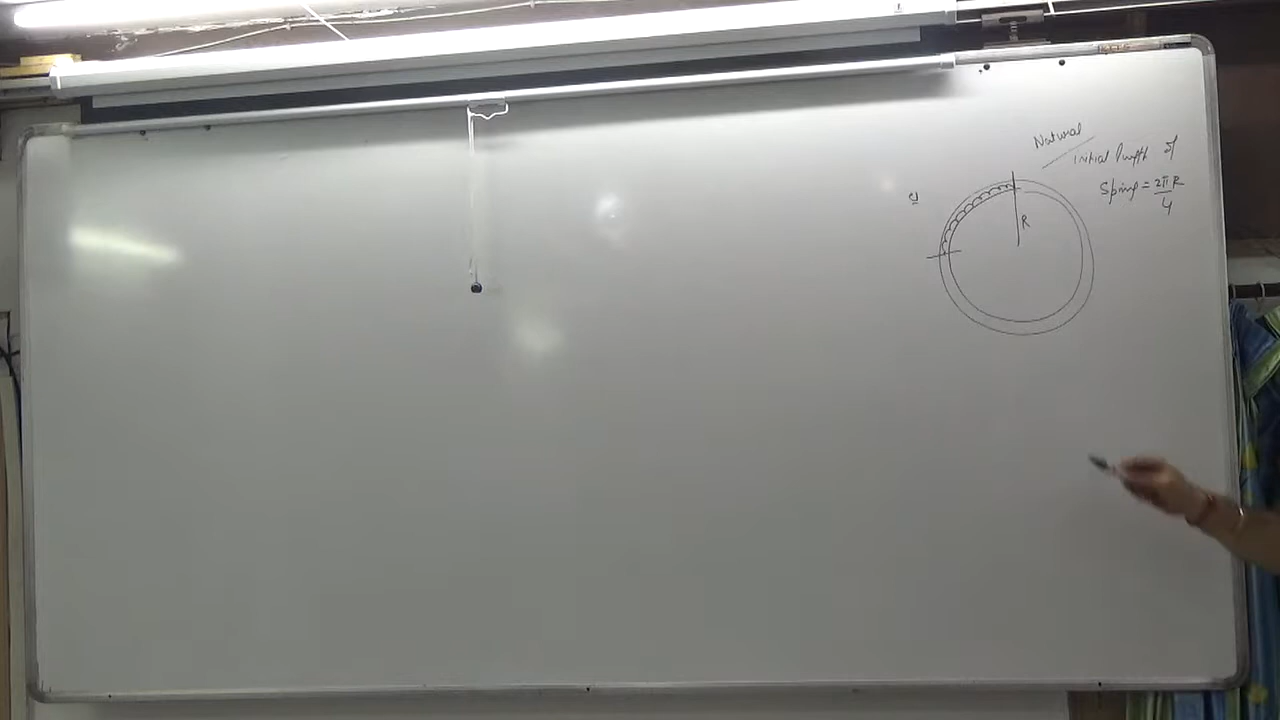 Natural
Initial length of
Spring = 2πR/4
Q
R